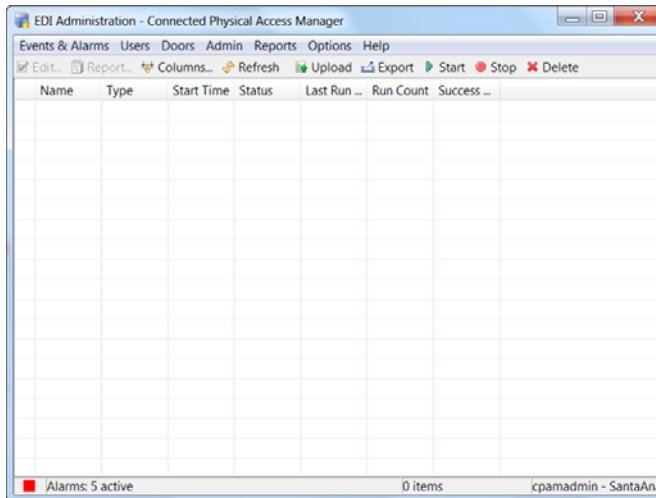 EDI Administration - Connected Physical Access Manager
Events & Alarms Users Doors Admin Reports Options Help
Edit... Report... Columns... Refresh Upload Export Start Stop Delete
Name Type Start Time Status Last Run ... Run Count Success ...
Alarms: 5 active 0 items cpamadmin - SantaAn